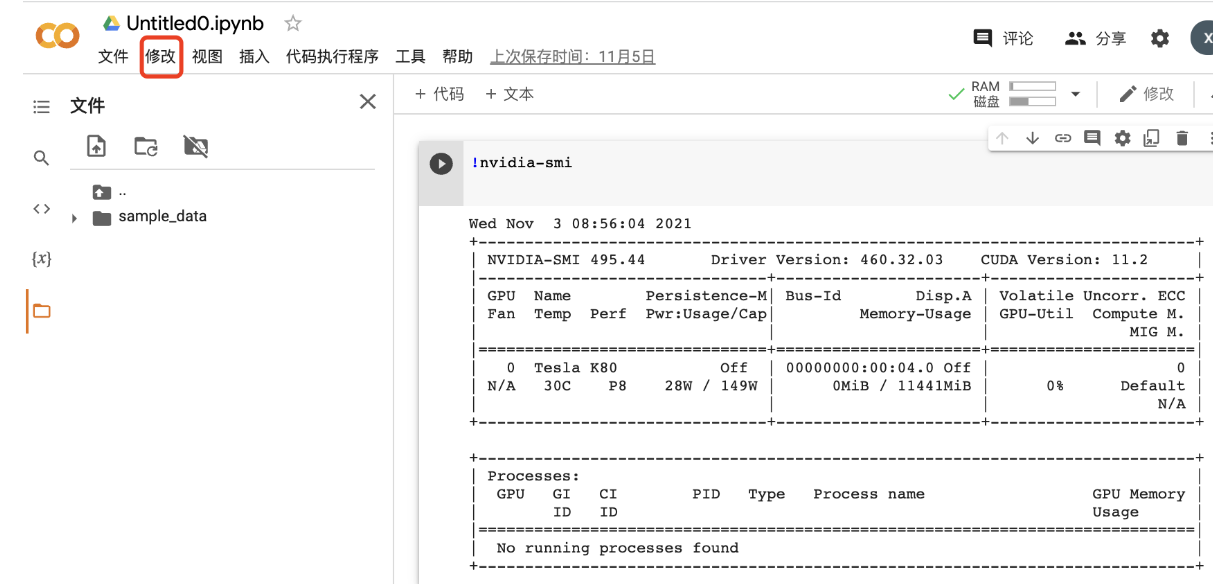 Untitled0.ipynb
文件 修改 视图 插入 代码执行程序 工具 帮助 上次保存时间：11月5日
评论 分享 X
文件
+ 代码 + 文本
RAM
磁盘
修改
!nvidia-smi
..
sample_data
{x}
Wed Nov  3 08:56:04 2021
+-----------------------------------------------------------------------------+
| NVIDIA-SMI 495.44       Driver Version: 460.32.03    CUDA Version: 11.2     |
|-------------------------------+----------------------+----------------------+
| GPU  Name        Persistence-M| Bus-Id        Disp.A | Volatile Uncorr. ECC |
| Fan  Temp  Perf  Pwr:Usage/Cap|         Memory-Usage | GPU-Util  Compute M. |
|                               |                      |               MIG M. |
|===============================+======================+======================|
|   0  Tesla K80           Off  | 00000000:00:04.0 Off |                    0 |
| N/A   30C    P8    28W / 149W |      0MiB / 11441MiB |      0%      Default |
|                               |                      |                  N/A |
+-------------------------------+----------------------+----------------------+
+-----------------------------------------------------------------------------+
| Processes:                                                                  |
|  GPU   GI   CI        PID   Type   Process name                  GPU Memory |
|        ID   ID                                                   Usage      |
|=============================================================================|
|  No running processes found                                                 |
+-----------------------------------------------------------------------------+